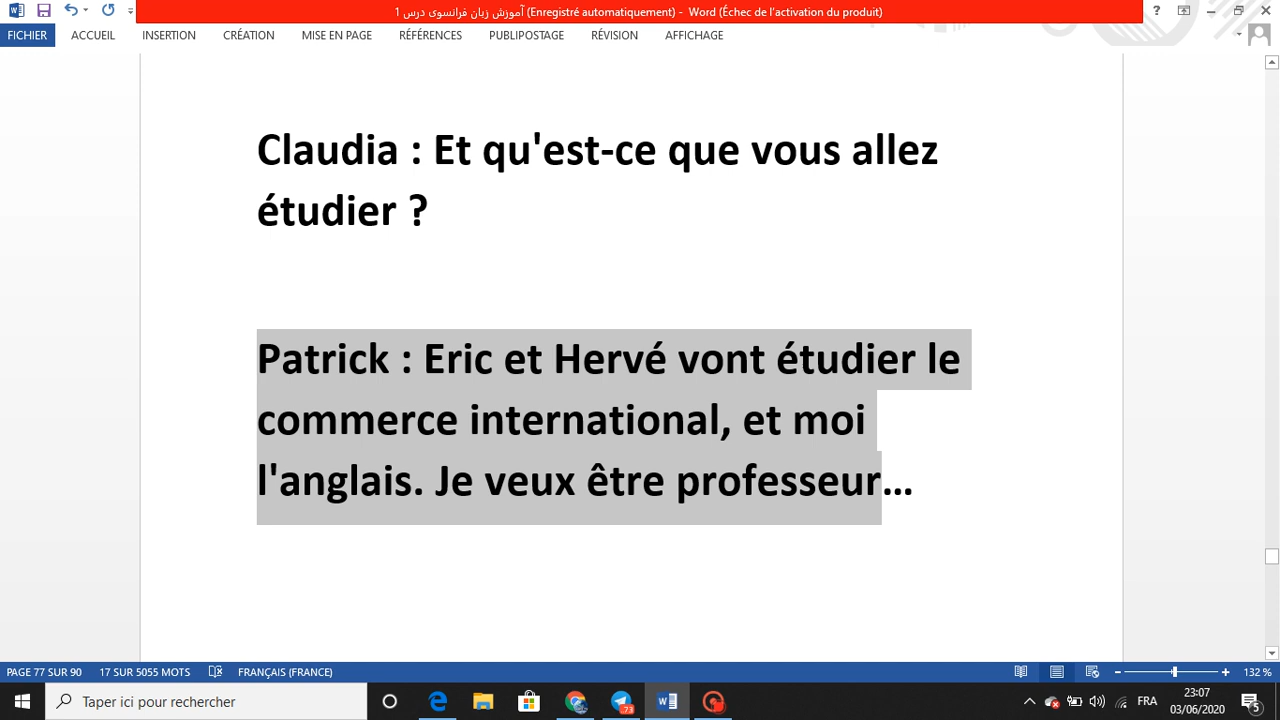 آموزش زبان فرانسوی درس 1 (Enregistré automatiquement) - Word (Échec de l'activation du produit)
FICHIER ACCUEIL INSERTION CRÉATION MISE EN PAGE RÉFÉRENCES PUBLIPOSTAGE RÉVISION AFFICHAGE
Claudia : Et qu'est-ce que vous allez
étudier ?
Patrick : Eric et Hervé vont étudier le
commerce international, et moi
l'anglais. Je veux être professeur...
PAGE 77 SUR 90 17 SUR 5055 MOTS FRANÇAIS (FRANCE) 132 %
Taper ici pour rechercher
73
FRA
23:07
03/06/2020
5